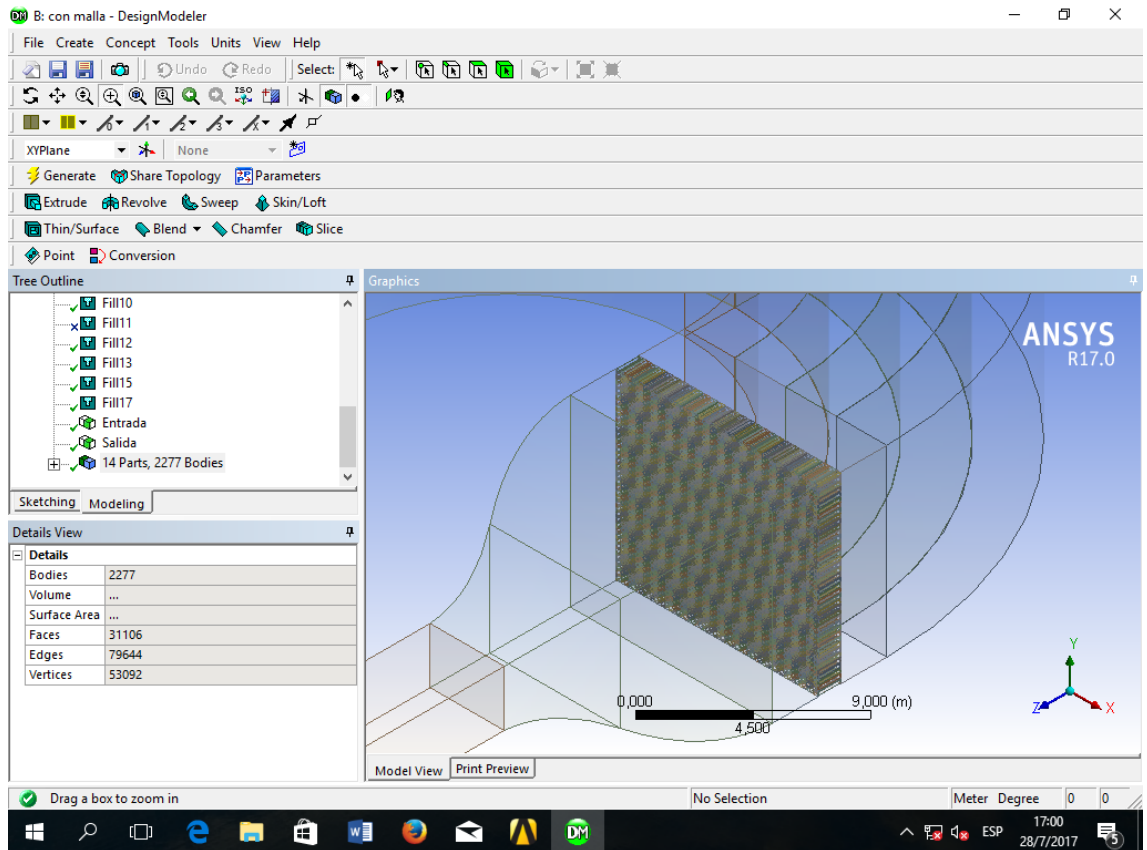 B: con malla - DesignModeler
File Create Concept Tools Units View Help
Undo Redo Select:
ISO
XYPlane None
Generate Share Topology Parameters
Extrude Revolve Sweep Skin/Loft
Thin/Surface Blend Chamfer Slice
Point Conversion
Tree Outline
Fill10
Fill11
Fill12
Fill13
Fill15
Fill17
Entrada
Salida
14 Parts, 2277 Bodies
Sketching Modeling
Details View
Details
Bodies 2277
Volume ...
Surface Area ...
Faces 31106
Edges 79644
Vertices 53092
Graphics
ANSYS
R17.0
0,000 9,000 (m)
4,500
Y
Z X
Model View Print Preview
Drag a box to zoom in No Selection Meter Degree 0 0
DM ESP 17:00
28/7/2017 5